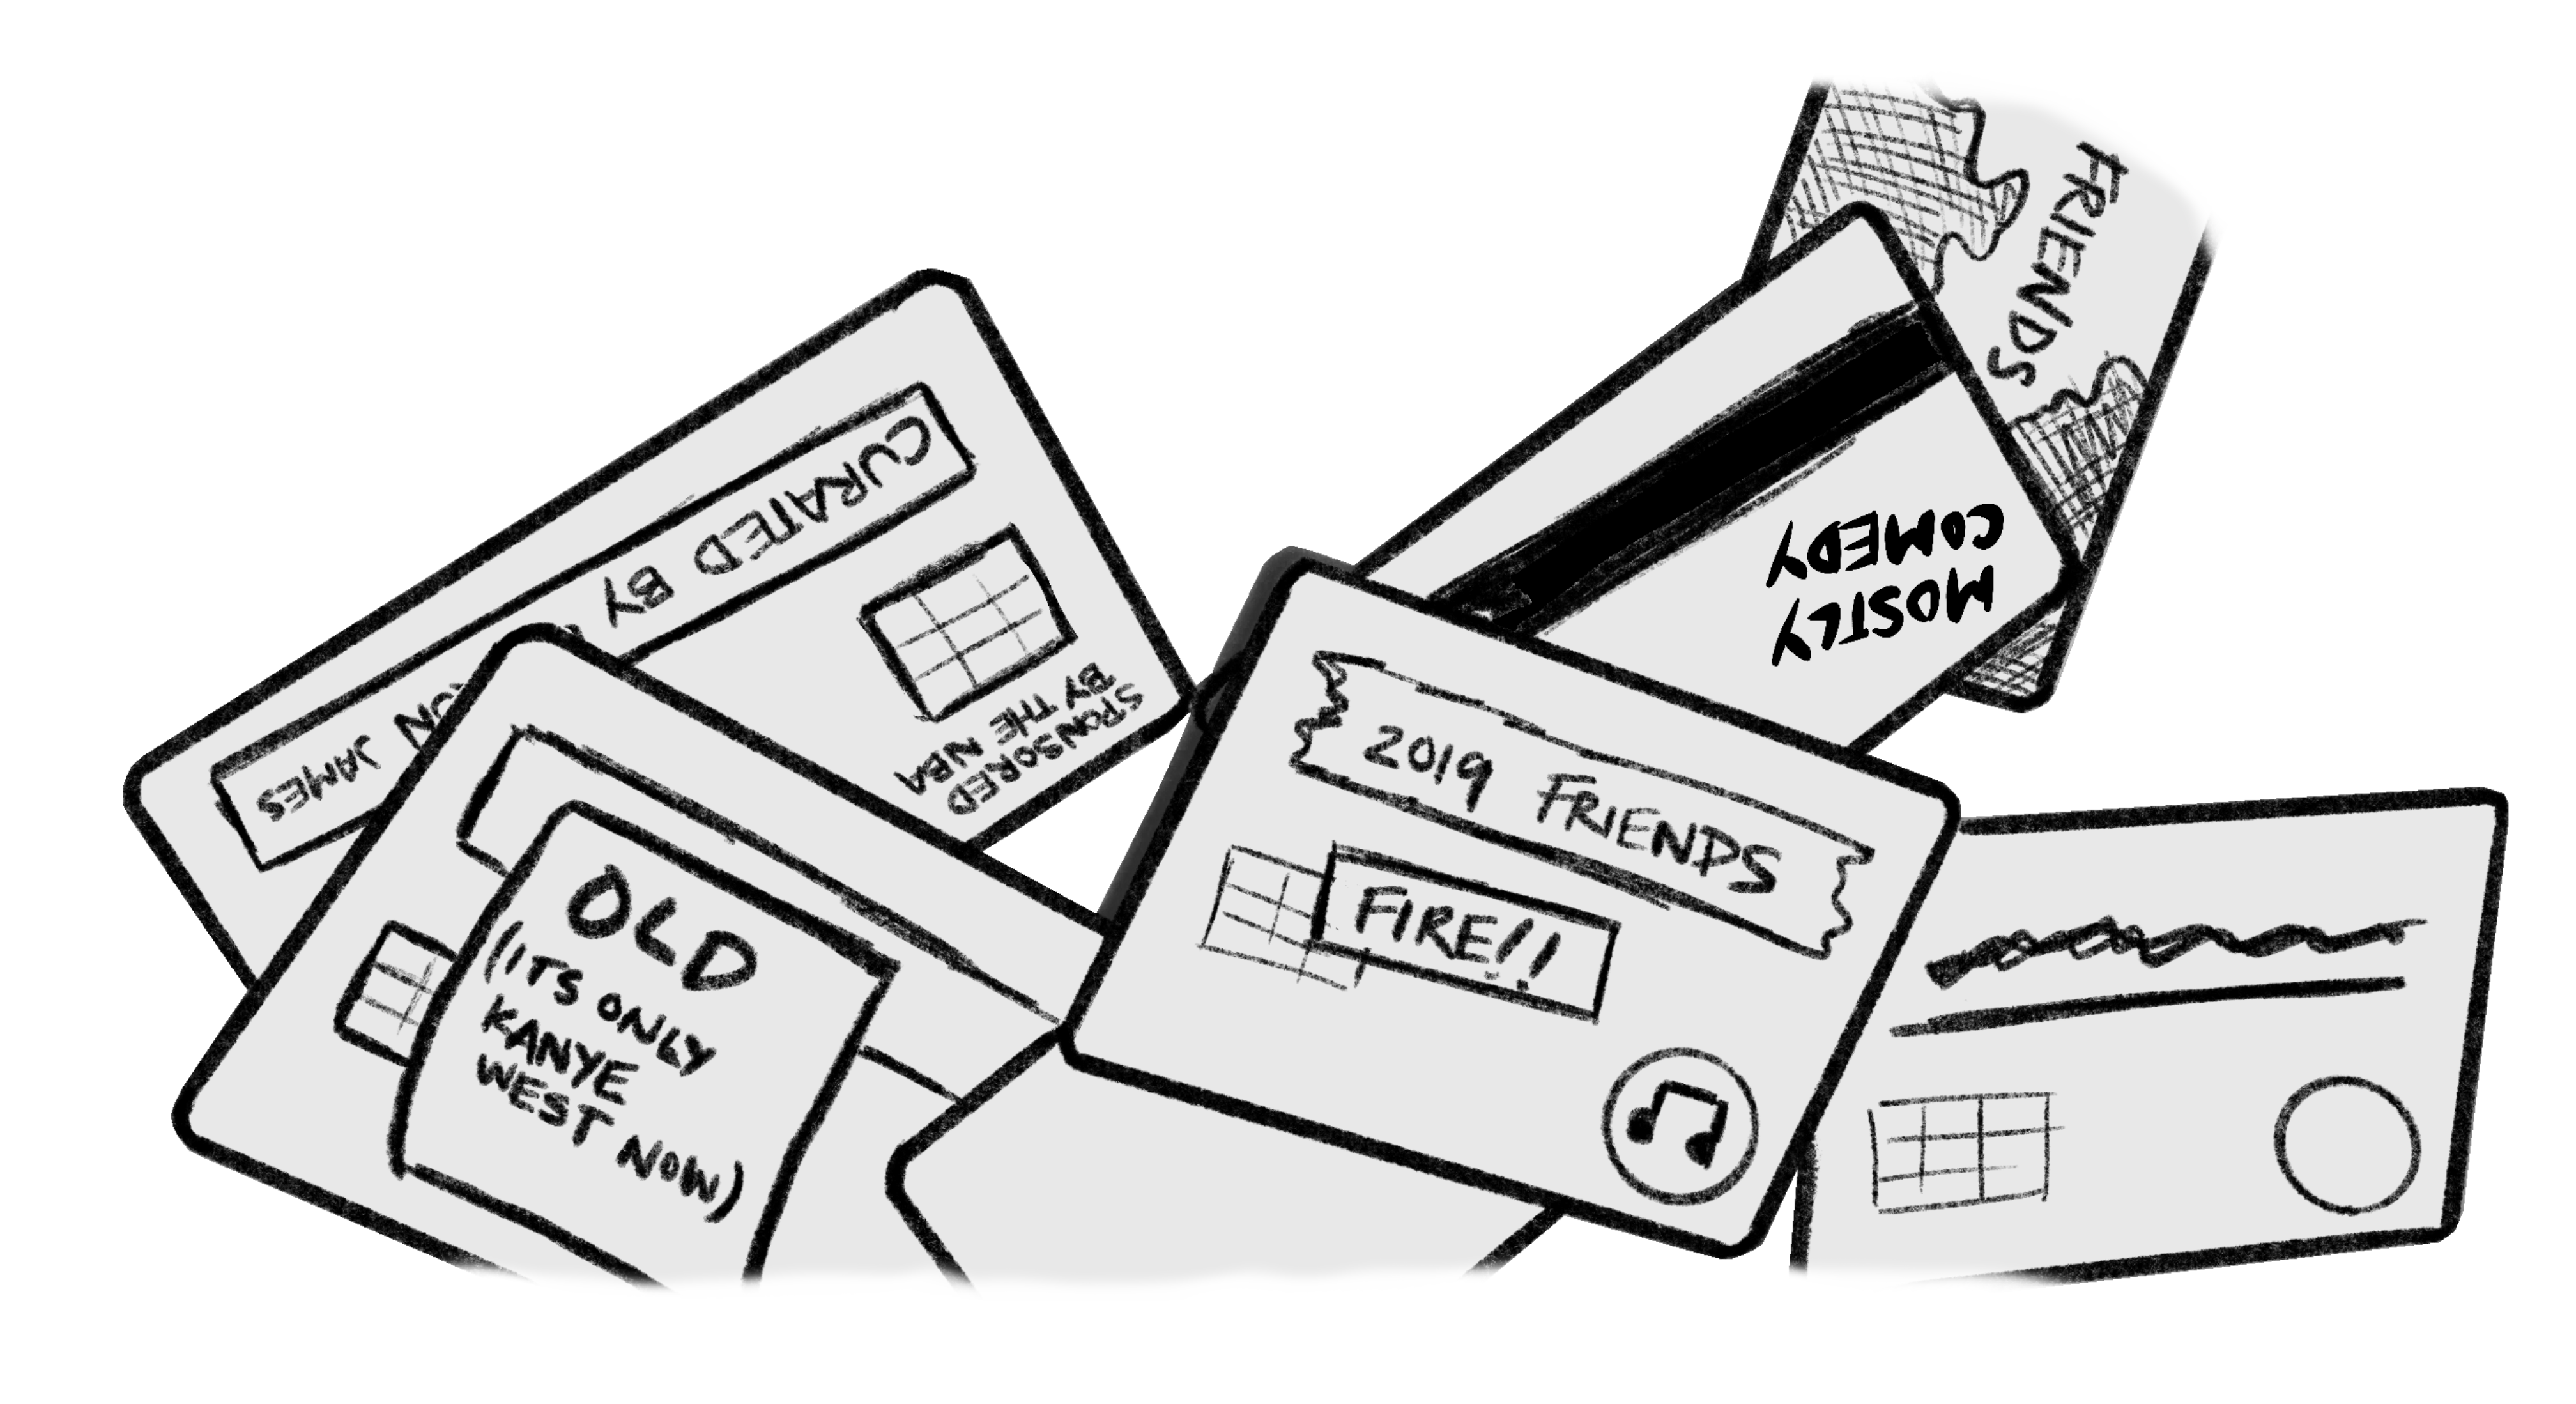 FRIENDS
MOSTLY
COMEDY
CURATED BY
JAMES
SPONSORED
BY THE NBA
2019 FRIENDS
FIRE!!
OLD
(ITS ONLY
KANYE
WEST NOW)